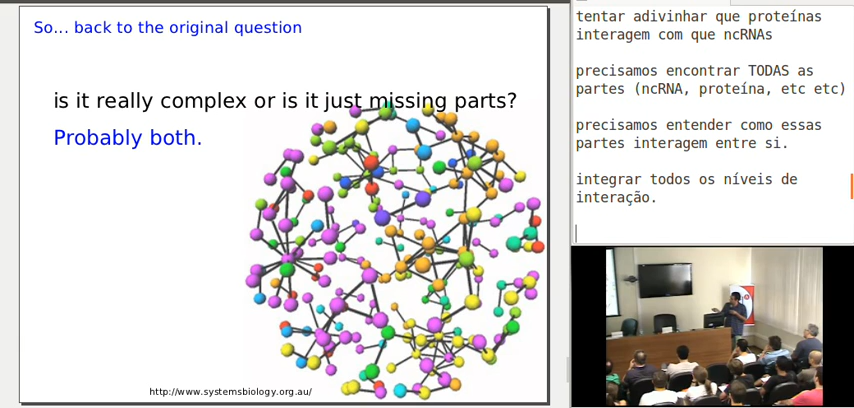 So... back to the original question
is it really complex or is it just missing parts?
Probably both.
http://www.systemsbiology.org.au/
tentar adivinhar que proteínas
interagem com que ncRNAs
precisamos encontrar TODAS as
partes (ncRNA, proteína, etc etc)
precisamos entender como essas
partes interagem entre si.
integrar todos os níveis de
interação.